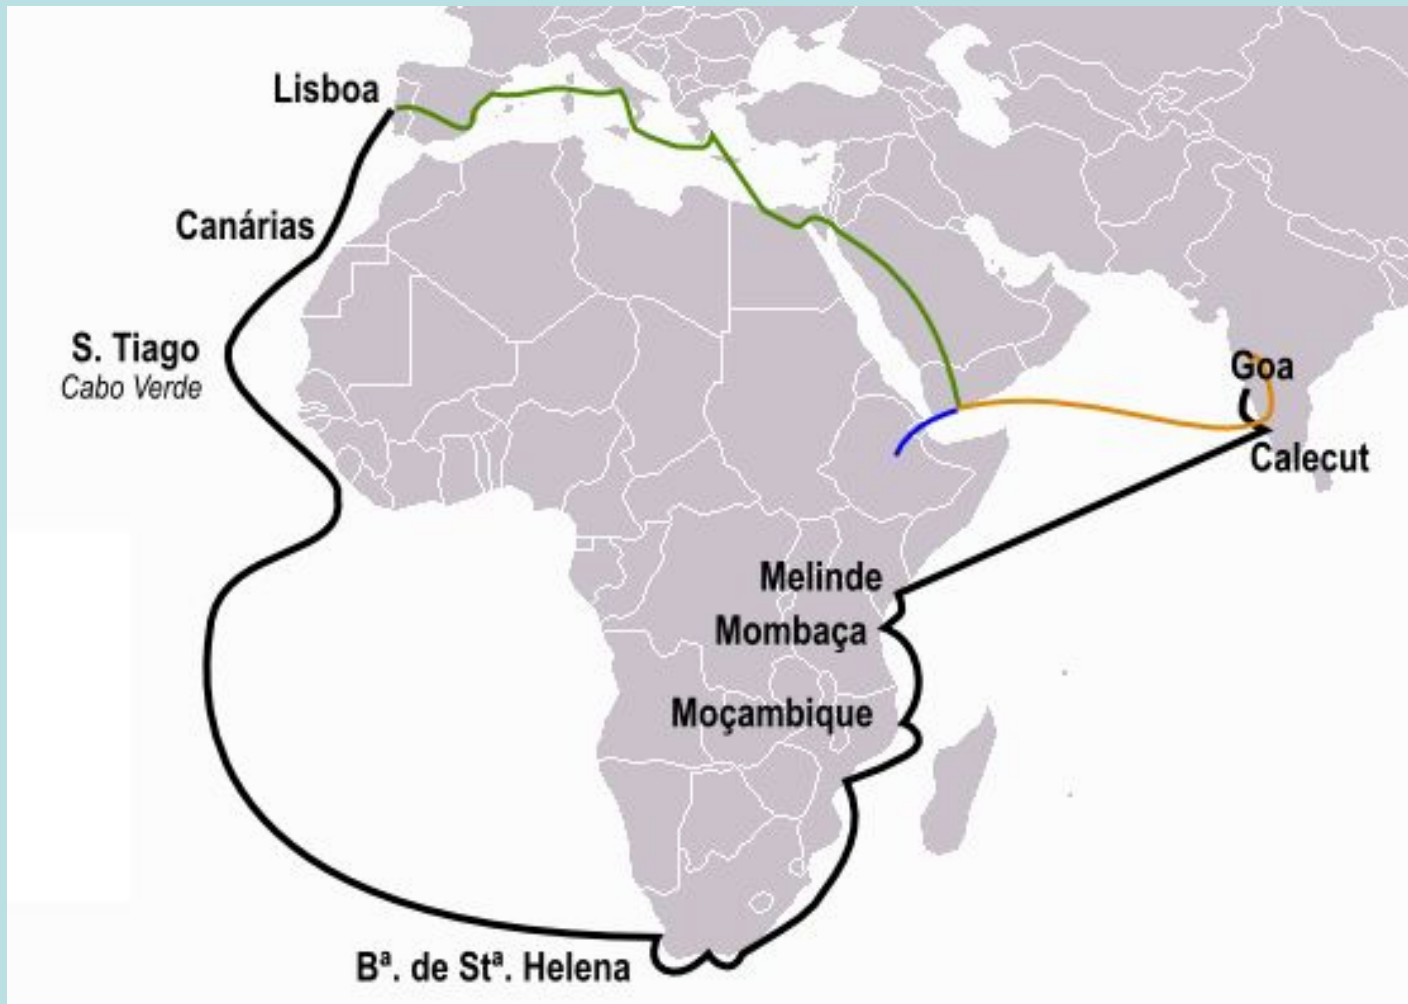 Lisboa
Canárias
S. Tiago
Cabo Verde
Goa
Calecut
Melinde
Mombaça
Moçambique
Bª. de Stª. Helena